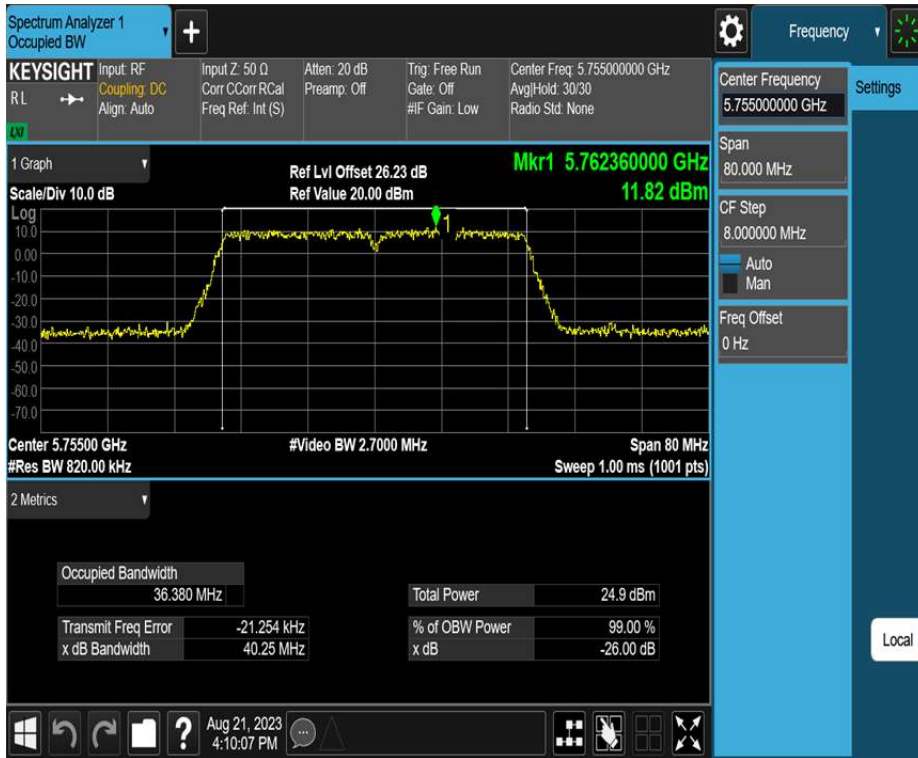 Spectrum Analyzer 1
Occupied BW
+
Frequency
KEYSIGHT
R L
LXI
Input: RF
Coupling: DC
Align: Auto
Input Z: 50 Ω
Corr CCorr RCal
Freq Ref: Int (S)
Atten: 20 dB
Preamp: Off
Trig: Free Run
Gate: Off
#IF Gain: Low
Center Freq: 5.755000000 GHz
Avg|Hold: 30/30
Radio Std: None
Center Frequency
5.755000000 GHz
Settings
Span
80.000 MHz
CF Step
8.000000 MHz
Auto
Man
Freq Offset
0 Hz
Local
1 Graph
Scale/Div 10.0 dB
Ref Lvl Offset 26.23 dB
Ref Value 20.00 dBm
Mkr1 5.762360000 GHz
11.82 dBm
Log
10.0
0.00
-10.0
-20.0
-30.0
-40.0
-50.0
-60.0
-70.0
1
Center 5.75500 GHz
#Res BW 820.00 kHz
#Video BW 2.7000 MHz
Span 80 MHz
Sweep 1.00 ms (1001 pts)
2 Metrics
Occupied Bandwidth
36.380 MHz
Total Power 24.9 dBm
Transmit Freq Error -21.254 kHz
% of OBW Power 99.00 %
x dB Bandwidth 40.25 MHz
x dB -26.00 dB
?
Aug 21, 2023
4:10:07 PM